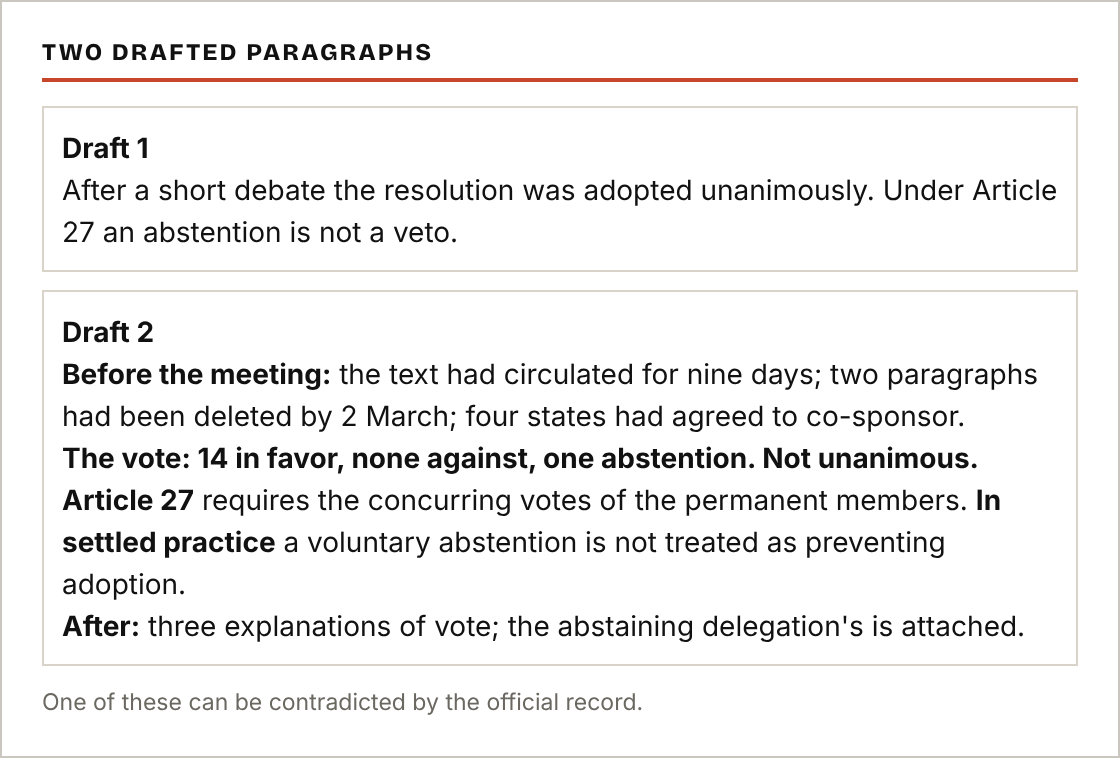 TWO DRAFTED PARAGRAPHS
Draft 1
After a short debate the resolution was adopted unanimously. Under Article
27 an abstention is not a veto.
Draft 2
Before the meeting: the text had circulated for nine days; two paragraphs
had been deleted by 2 March; four states had agreed to co-sponsor.
The vote: 14 in favor, none against, one abstention. Not unanimous.
Article 27 requires the concurring votes of the permanent members. In
settled practice a voluntary abstention is not treated as preventing
adoption.
After: three explanations of vote; the abstaining delegation's is attached.
One of these can be contradicted by the official record.